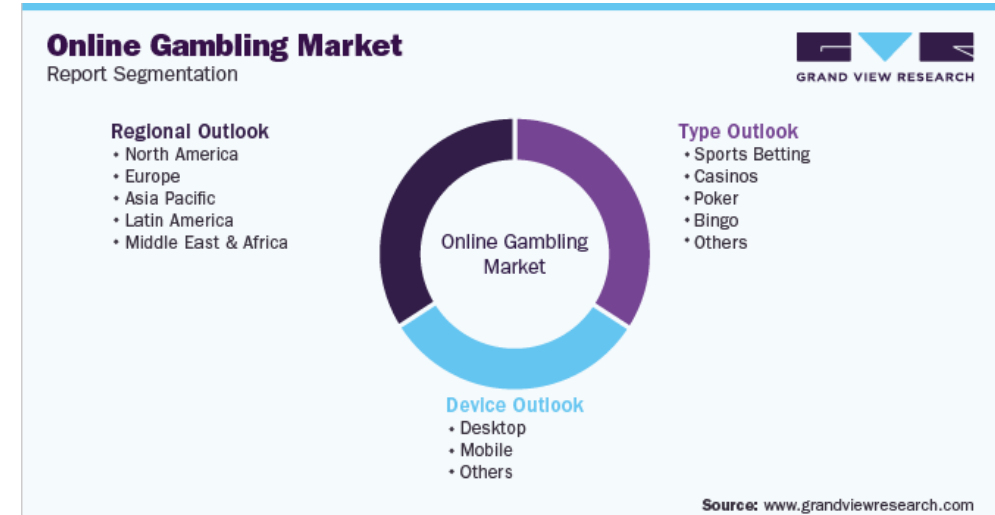 Online Gambling Market
Report Segmentation
GRAND VIEW RESEARCH
Regional Outlook
• North America
• Europe
• Asia Pacific
• Latin America
• Middle East & Africa
Online Gambling
Market
Type Outlook
• Sports Betting
• Casinos
• Poker
• Bingo
• Others
Device Outlook
• Desktop
• Mobile
• Others
Source: www.grandviewresearch.com